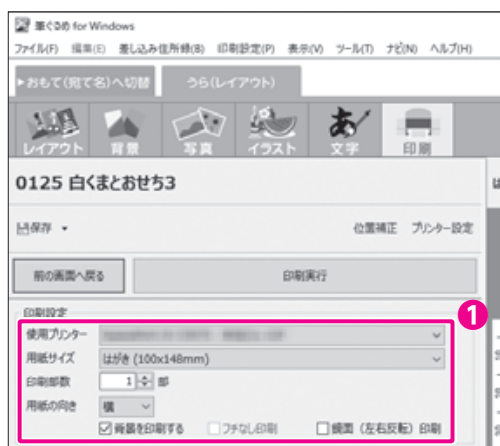 筆ぐるめ for Windows
ファイル(F) 編集(E) 差し込み住所録(B) 印刷設定(P) 表示(V) ツール(T) ナビ(N) ヘルプ(H)
▸おもて(宛て名)へ切替 うら(レイアウト)
レイアウト 背景 写真 イラスト 文字 印刷
0125 白くまとおせち3
保存 位置補正 プリンター設定
前の画面へ戻る 印刷実行
印刷設定
1
使用プリンター
用紙サイズ はがき (100x148mm)
印刷部数 1 部
用紙の向き 横
背景を印刷する フチなし印刷 鏡面（左右反転）印刷